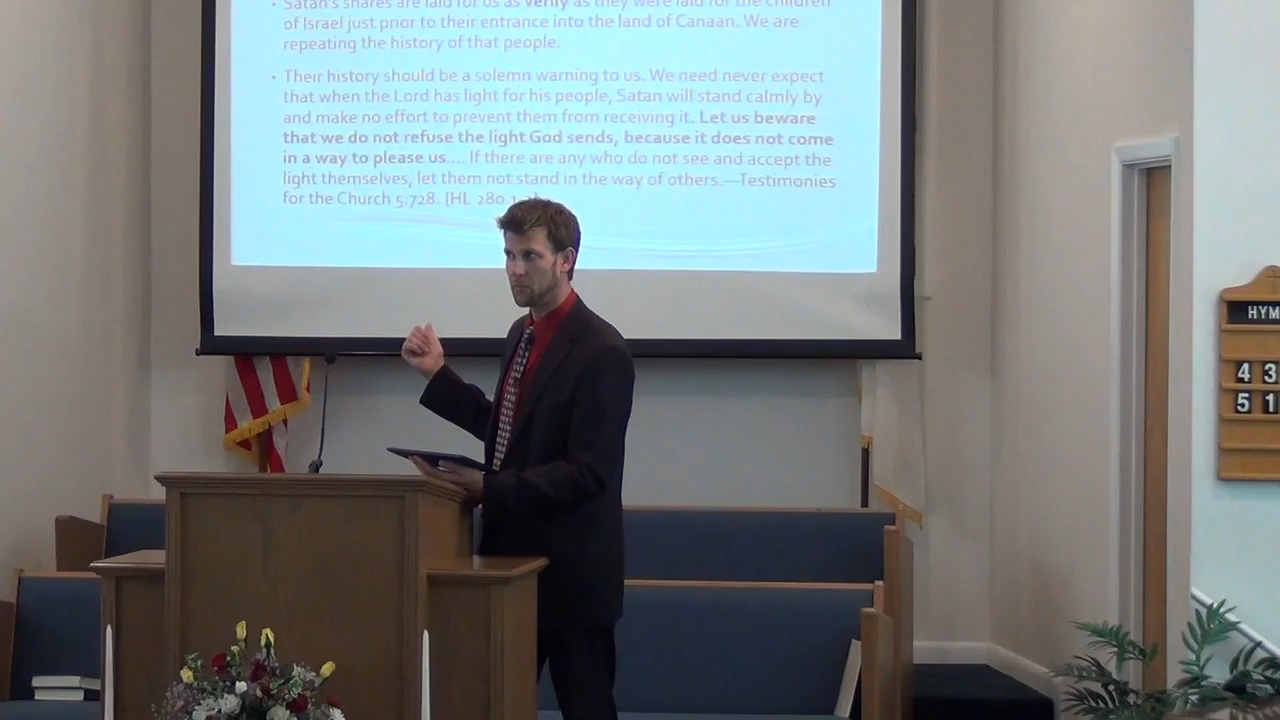 Satan's snares are laid for us as verily as they were laid for the children
of Israel just prior to their entrance into the land of Canaan. We are
repeating the history of that people.
Their history should be a solemn warning to us. We need never expect
that when the Lord has light for his people, Satan will stand calmly by
and make no effort to prevent them from receiving it. Let us beware
that we do not refuse the light God sends, because it does not come
in a way to please us.... If there are any who do not see and accept the
light themselves, let them not stand in the way of others.—Testimonies
for the Church 5:728. {HL 280
HYM
43
51